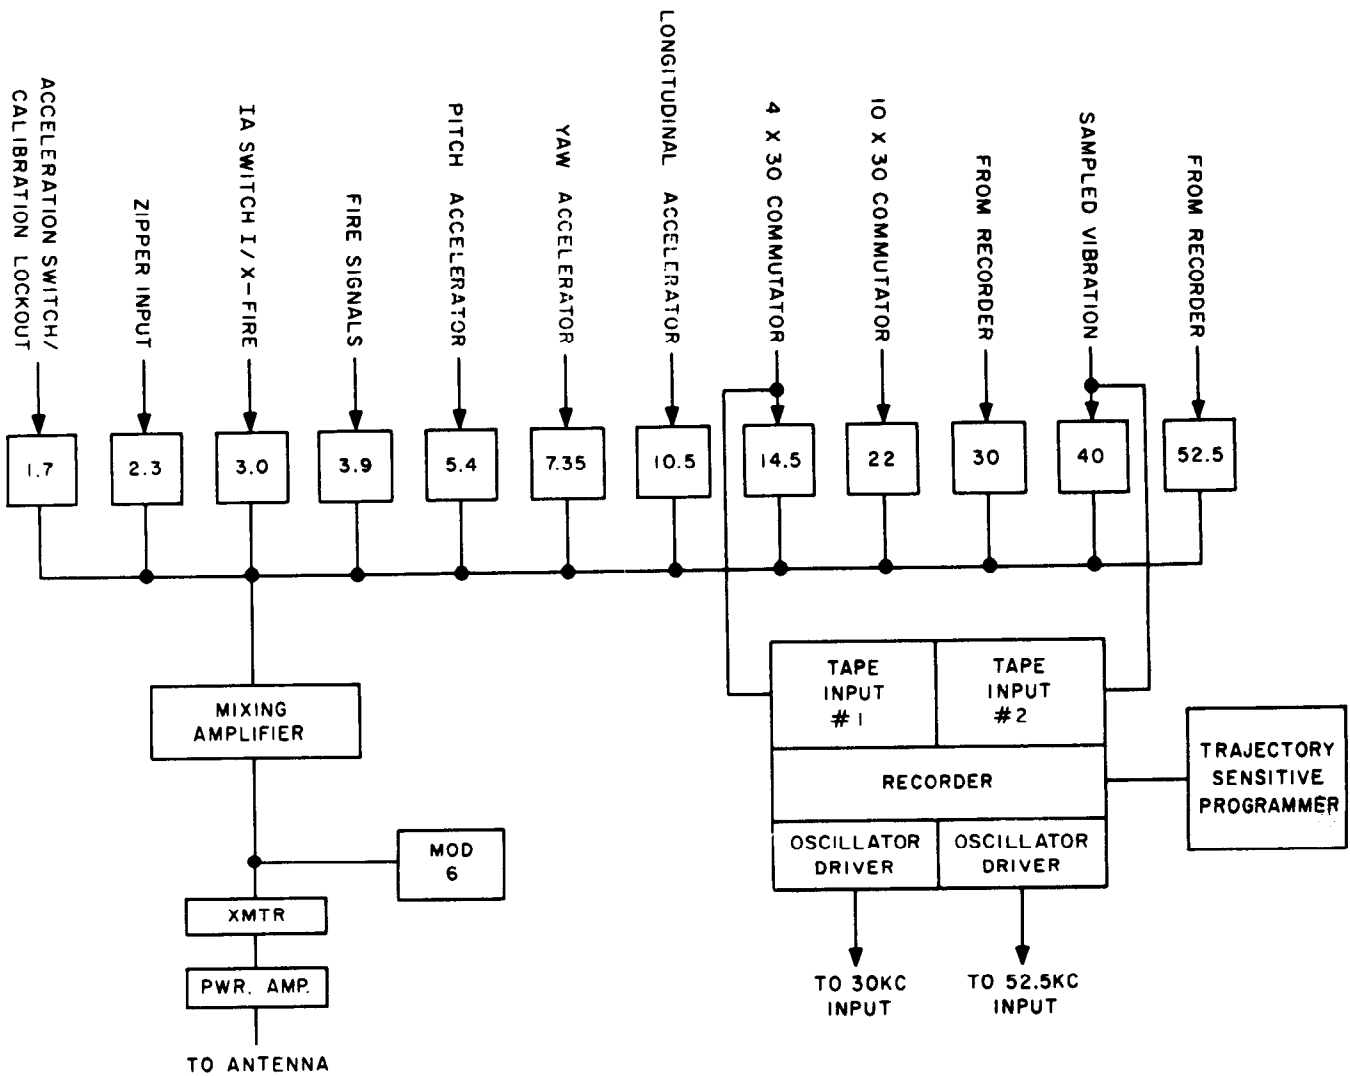 ACCELERATION SWITCH/
CALIBRATION LOCKOUT
ZIPPER INPUT
IA SWITCH I/X-FIRE
FIRE SIGNALS
PITCH ACCELERATOR
YAW ACCELERATOR
LONGITUDINAL ACCELERATOR
4 X 30 COMMUTATOR
10 X 30 COMMUTATOR
FROM RECORDER
SAMPLED VIBRATION
FROM RECORDER
1.7
2.3
3.0
3.9
5.4
7.35
10.5
14.5
22
30
40
52.5
MIXING
AMPLIFIER
MOD
6
XMTR
PWR. AMP.
TO ANTENNA
TAPE
INPUT
#1
TAPE
INPUT
#2
RECORDER
OSCILLATOR
DRIVER
OSCILLATOR
DRIVER
TRAJECTORY
SENSITIVE
PROGRAMMER
TO 30KC
INPUT
TO 52.5KC
INPUT